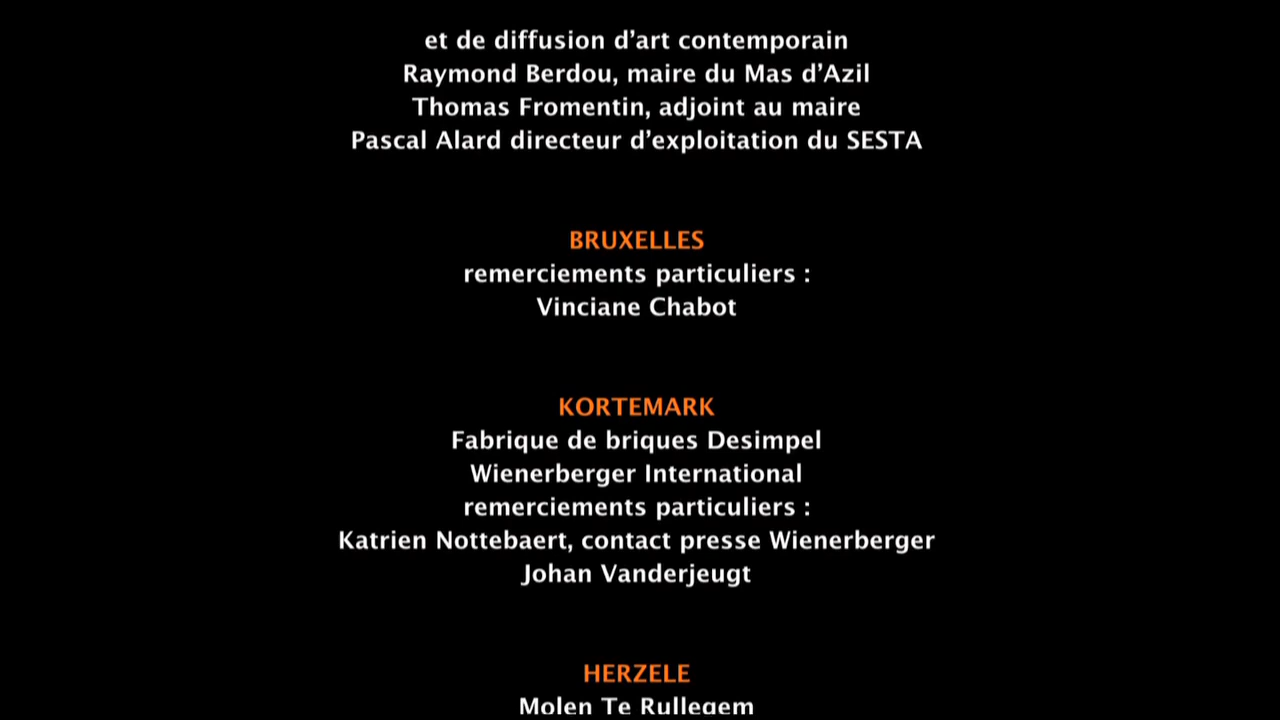 et de diffusion d’art contemporain
Raymond Berdou, maire du Mas d’Azil
Thomas Fromentin, adjoint au maire
Pascal Alard directeur d’exploitation du SESTA
BRUXELLES
remerciements particuliers :
Vinciane Chabot
KORTEMARK
Fabrique de briques Desimpel
Wienerberger International
remerciements particuliers :
Katrien Nottebaert, contact presse Wienerberger
Johan Vanderjeugt
HERZELE
Molen Te Rullegem